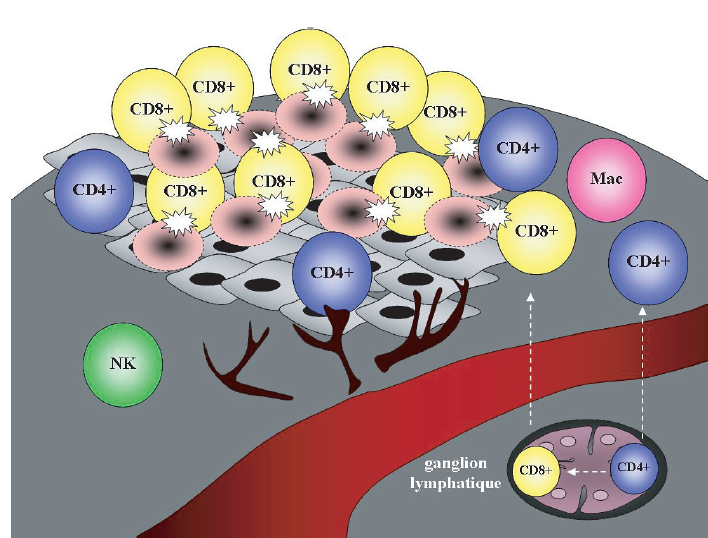 CD8+
CD8+
CD8+
CD8+
CD8+
CD4+
CD4+
CD8+
CD8+
CD8+
Mac
CD8+
CD4+
CD4+
NK
ganglion
lymphatique
CD8+
CD4+